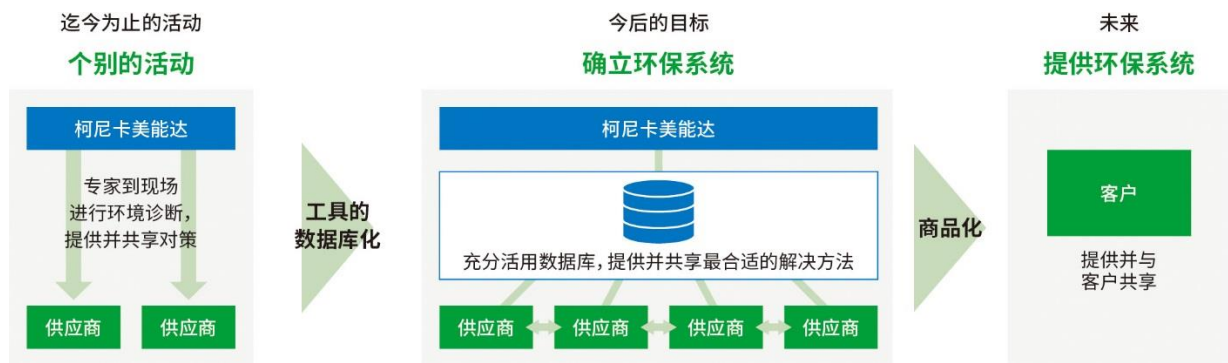 迄今为止的活动
个别的活动
柯尼卡美能达
专家到现场
进行环境诊断，
提供并共享对策
供应商
供应商
工具的
数据库化
今后的目标
确立环保系统
柯尼卡美能达
充分活用数据库，提供并共享最合适的解决方法
供应商
供应商
供应商
供应商
商品化
未来
提供环保系统
客户
提供并与
客户共享